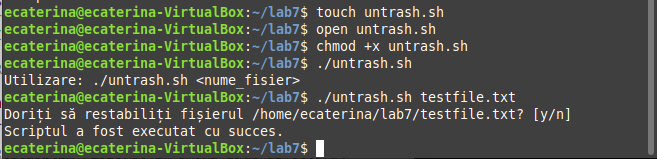 ecaterina@ecaterina-VirtualBox:~/lab7$ touch untrash.sh
ecaterina@ecaterina-VirtualBox:~/lab7$ open untrash.sh
ecaterina@ecaterina-VirtualBox:~/lab7$ chmod +x untrash.sh
ecaterina@ecaterina-VirtualBox:~/lab7$ ./untrash.sh
Utilizare: ./untrash.sh <nume_fisier>
ecaterina@ecaterina-VirtualBox:~/lab7$ ./untrash.sh testfile.txt
Doriți să restabiliți fișierul /home/ecaterina/lab7/testfile.txt? [y/n]
Scriptul a fost executat cu succes.
ecaterina@ecaterina-VirtualBox:~/lab7$